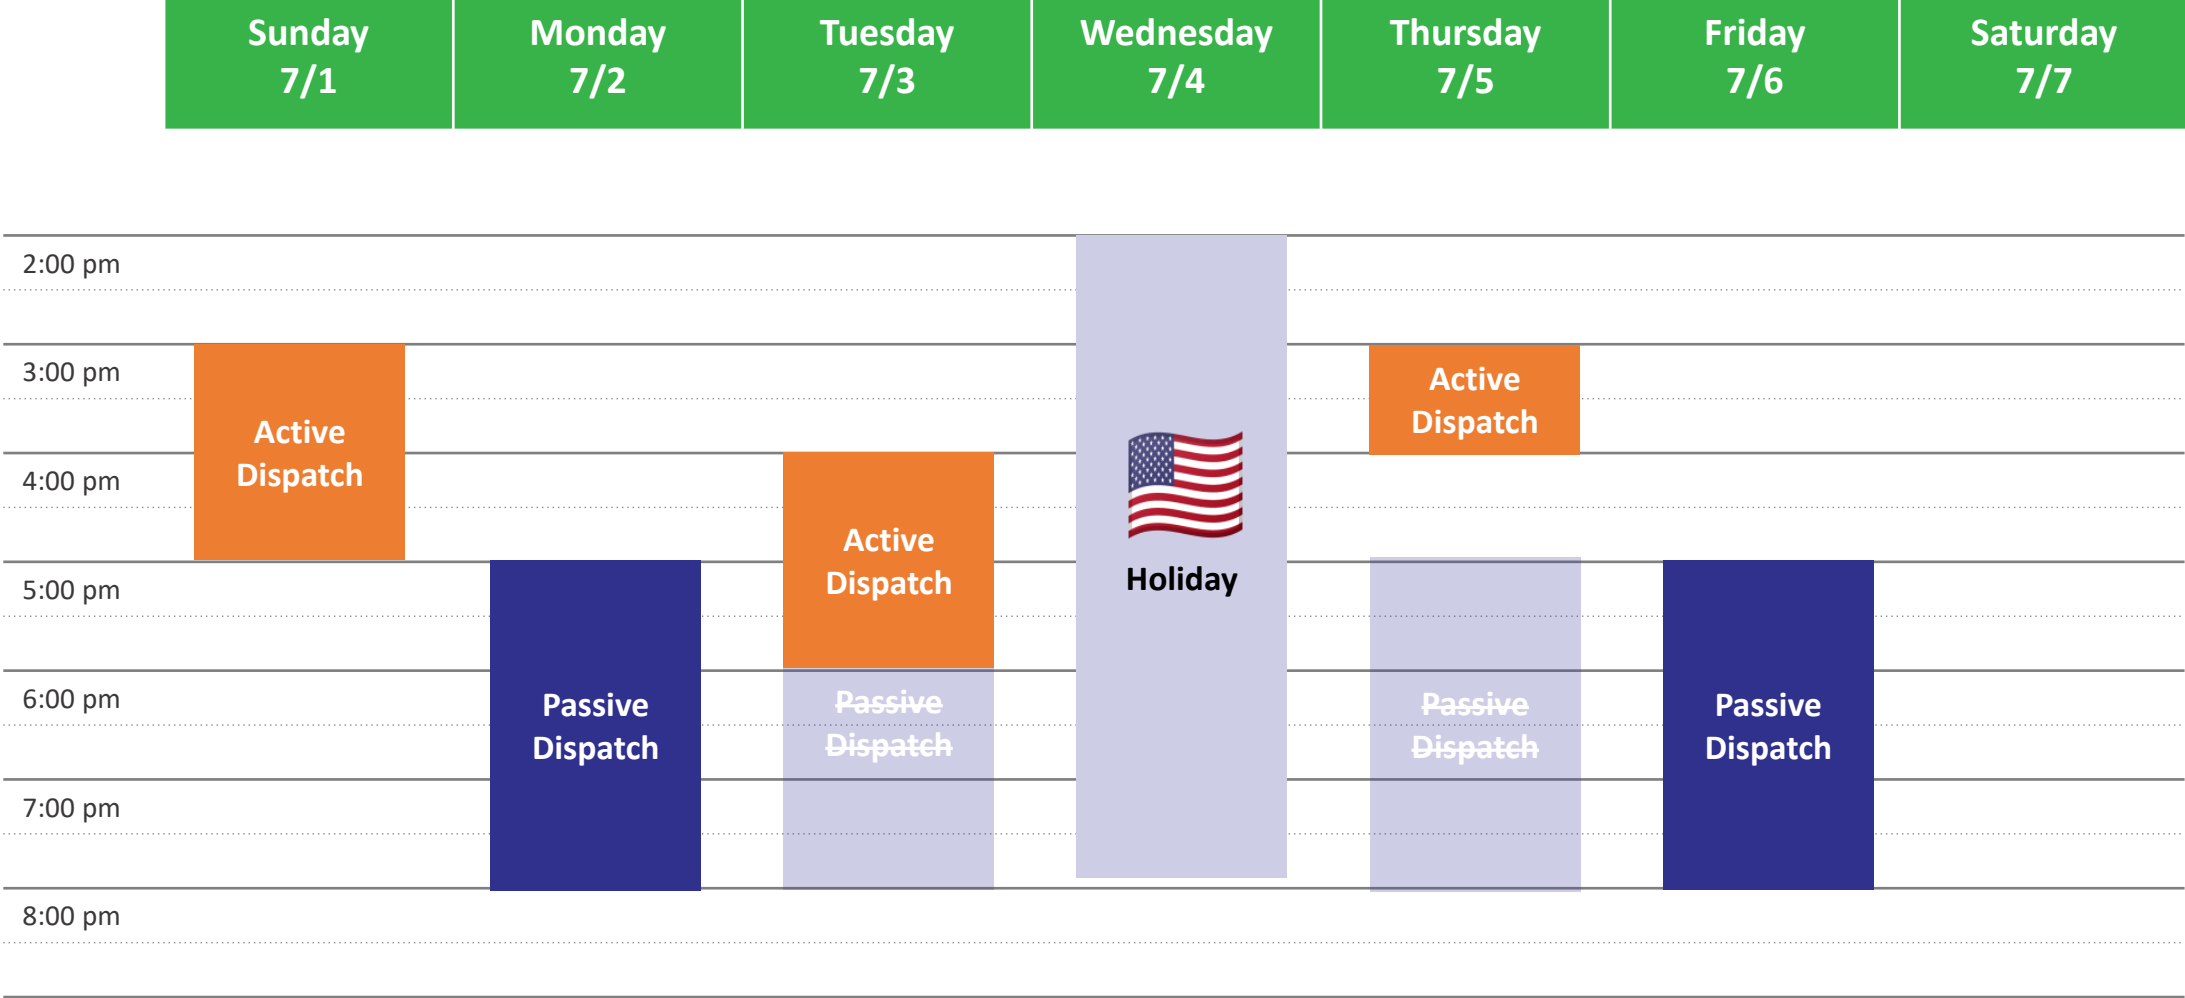 Sunday
7/1
Monday
7/2
Tuesday
7/3
Wednesday
7/4
Thursday
7/5
Friday
7/6
Saturday
7/7
2:00 pm
3:00 pm
4:00 pm
5:00 pm
6:00 pm
7:00 pm
8:00 pm
Active
Dispatch
Passive
Dispatch
Active
Dispatch
Passive
Dispatch
Holiday
Active
Dispatch
Passive
Dispatch
Passive
Dispatch